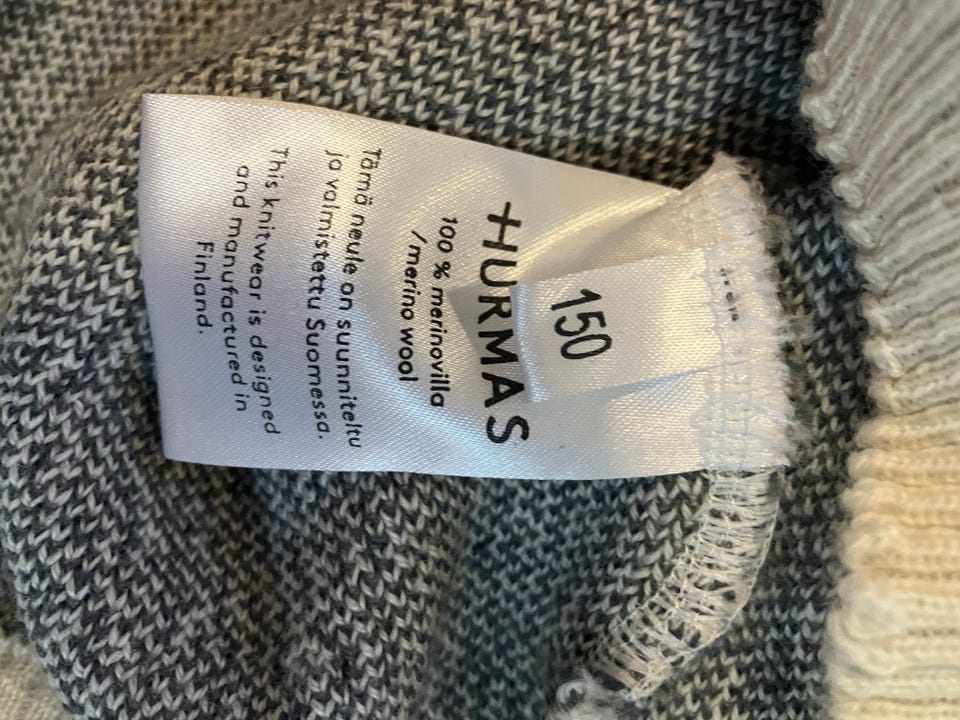 150
HURMAS
100 % merinovilla
/merino wool
Tämä neule on suunniteltu
ja valmistettu Suomessa.
This knitwear is designed
and manufactured in
Finland.